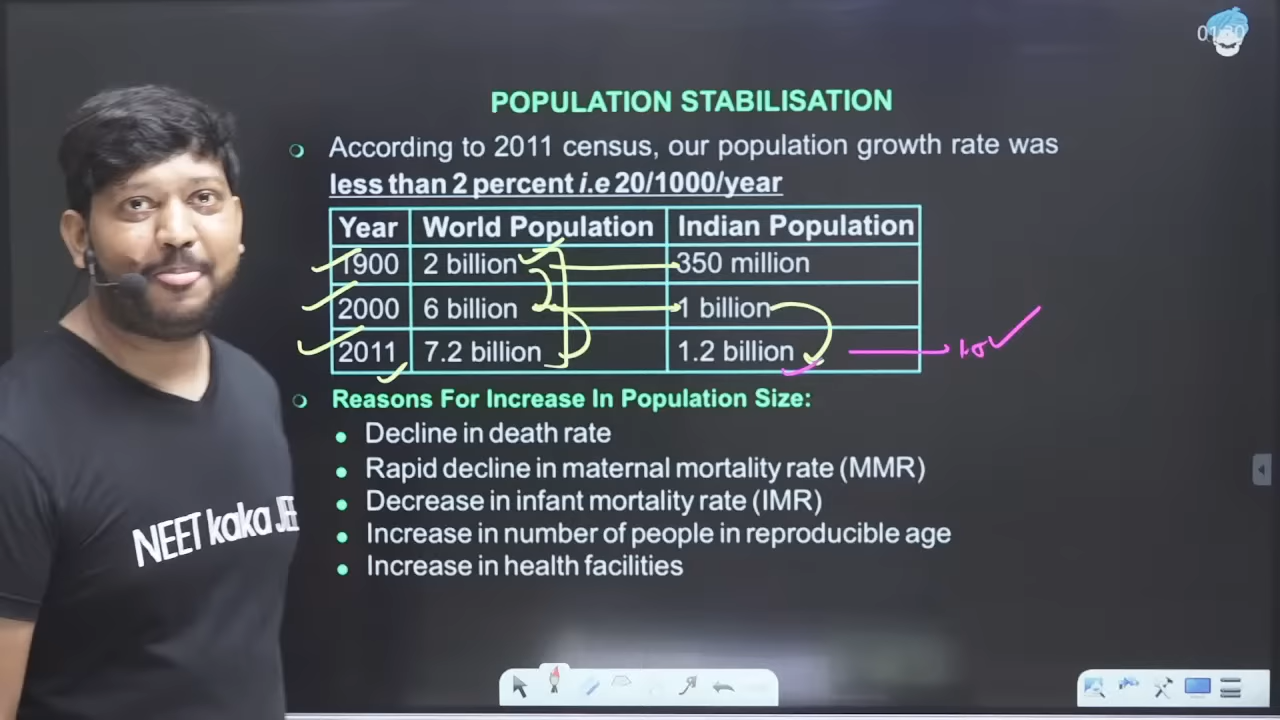 01:20
POPULATION STABILISATION
According to 2011 census, our population growth rate was
less than 2 percent i.e 20/1000/year
Year World Population Indian Population
1900 2 billion 350 million
2000 6 billion 1 billion
2011 7.2 billion 1.2 billion
Reasons For Increase In Population Size:
Decline in death rate
Rapid decline in maternal mortality rate (MMR)
Decrease in infant mortality rate (IMR)
Increase in number of people in reproducible age
Increase in health facilities
NEET kaka JEE